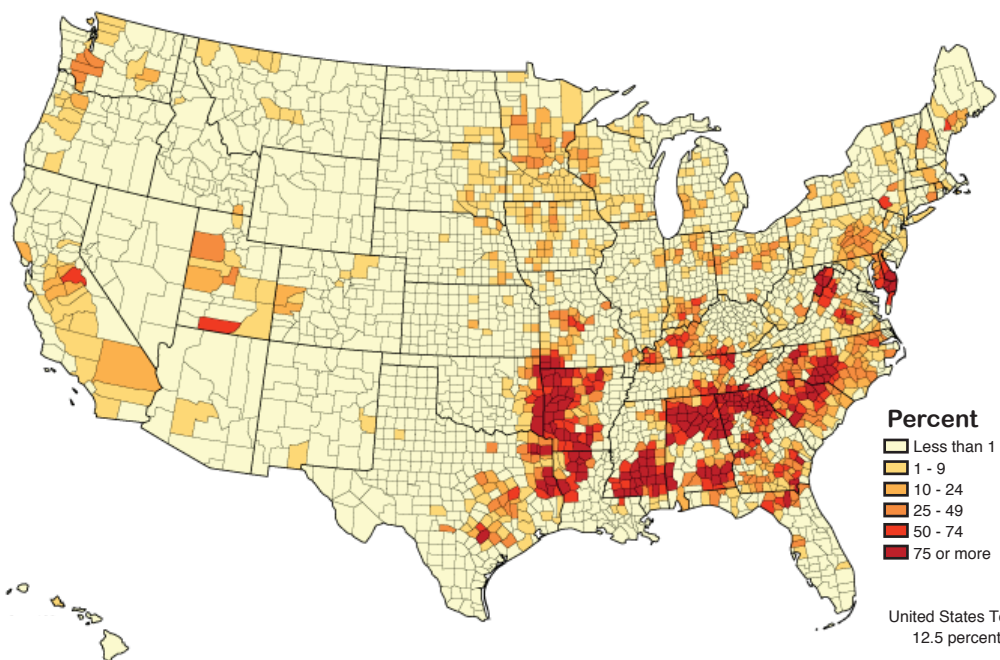 Percent
Less than 1
1 - 9
10 - 24
25 - 49
50 - 74
75 or more
United States
12.5 percent